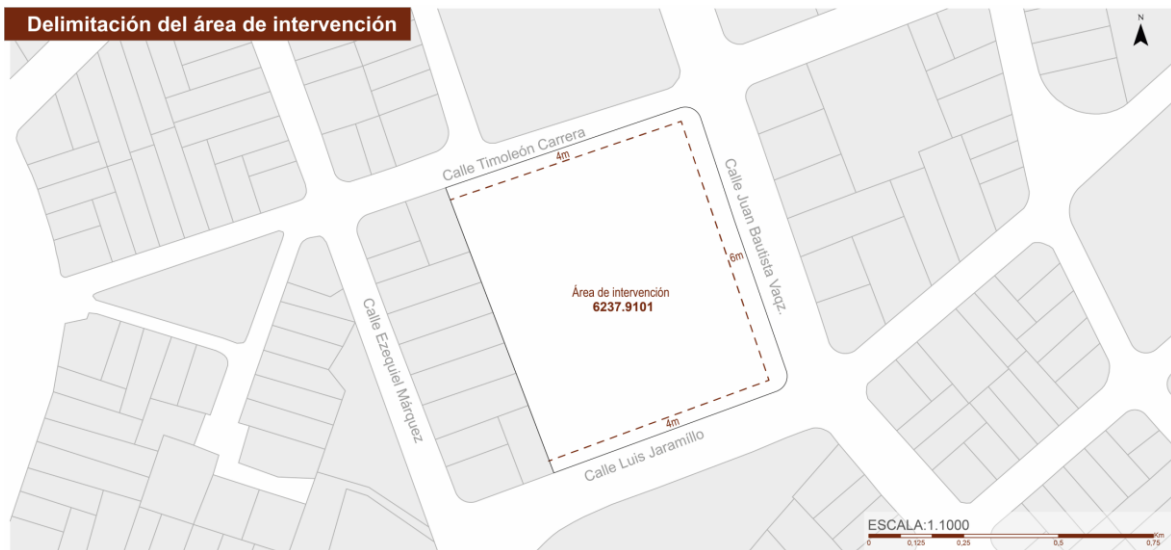 Delimitación del área de intervención
N
Calle Timoleón Carrera
4m
Calle Juan Bautista Vaqz.
6m
Área de intervención
6237.9101
Calle Ezequiel Márquez
4m
Calle Luis Jaramillo
ESCALA:1.1000
Km
0 0,125 0,25 0,5 0,75